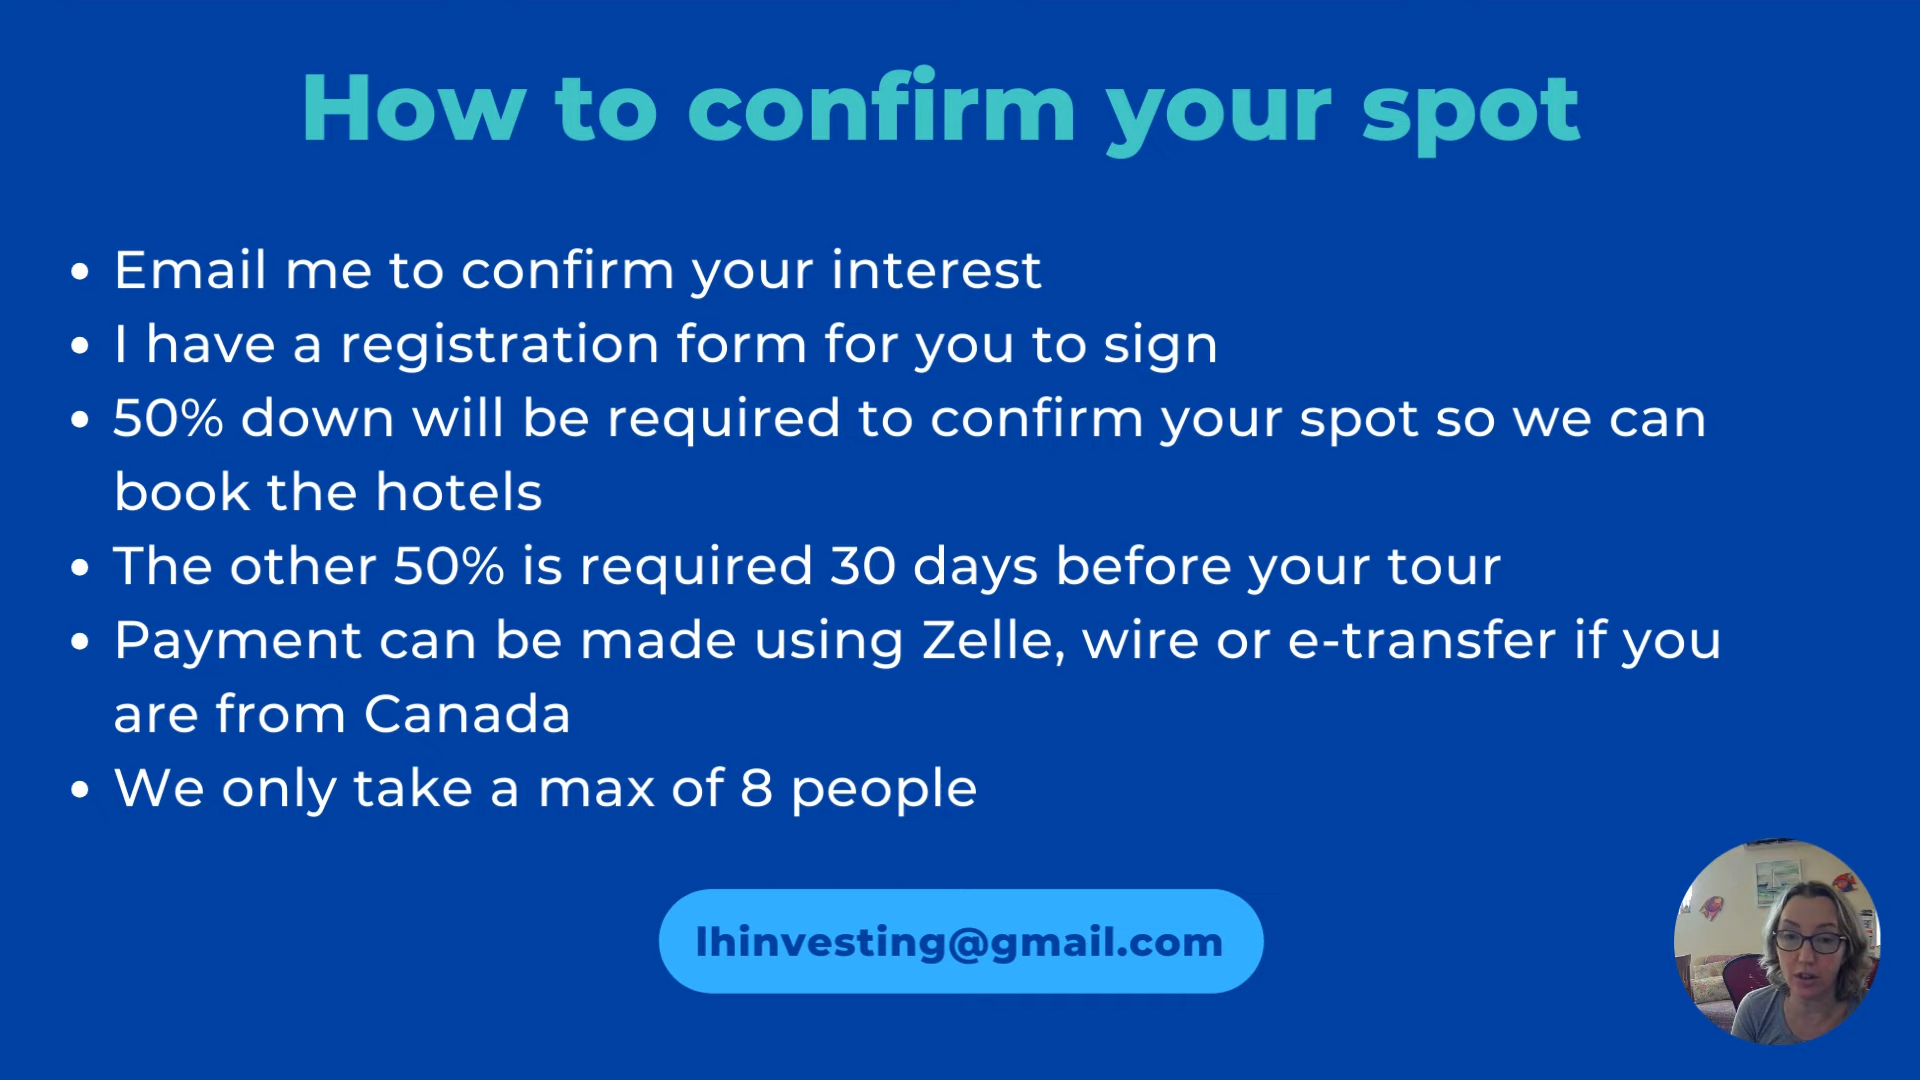 How to confirm your spot
• Email me to confirm your interest
• I have a registration form for you to sign
• 50% down will be required to confirm your spot so we can
book the hotels
• The other 50% is required 30 days before your tour
• Payment can be made using Zelle, wire or e-transfer if you
are from Canada
• We only take a max of 8 people
lhinvesting@gmail.com